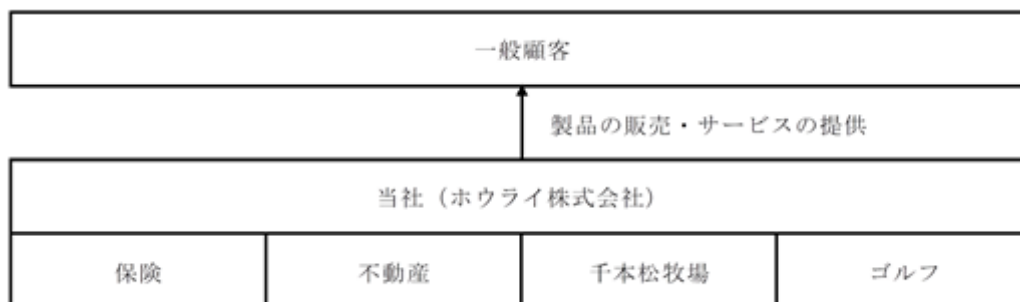 一般顧客
製品の販売・サービスの提供
当社（ホウライ株式会社）
保険
不動産
千本松牧場
ゴルフ